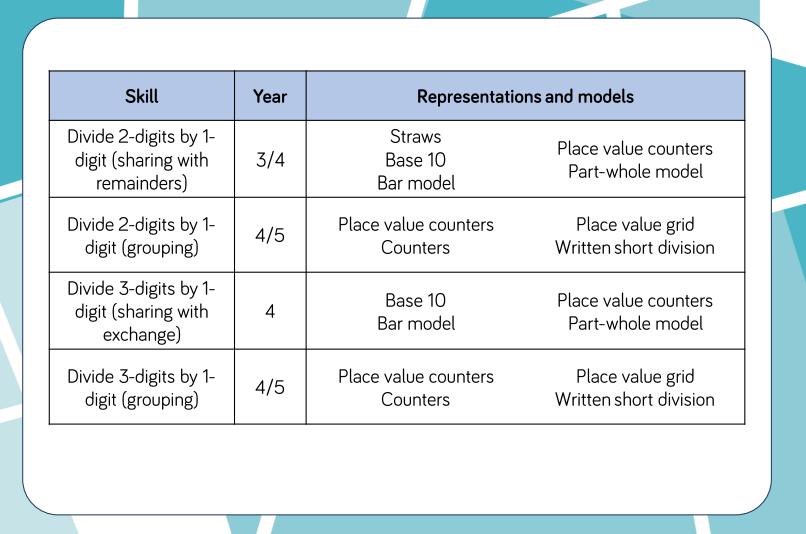 Skill
Year
Representations and models
Divide 2-digits by 1-
digit (sharing with
remainders)
3/4
Straws
Base 10
Bar model
Place value counters
Part-whole model
Divide 2-digits by 1-
digit (grouping)
4/5
Place value counters
Counters
Place value grid
Written short division
Divide 3-digits by 1-
digit (sharing with
exchange)
4
Base 10
Bar model
Place value counters
Part-whole model
Divide 3-digits by 1-
digit (grouping)
4/5
Place value counters
Counters
Place value grid
Written short division